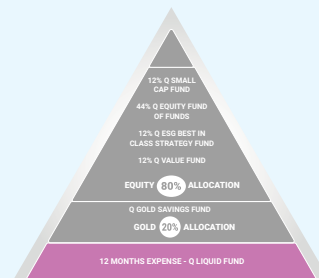 12% Q SMALL
CAP FUND
44% Q EQUITY FUND
OF FUNDS
12% Q ESG BEST IN
CLASS STRATEGY FUND
12% Q VALUE FUND
EQUITY 80% ALLOCATION
Q GOLD SAVINGS FUND
GOLD 20% ALLOCATION
12 MONTHS EXPENSE - Q LIQUID FUND